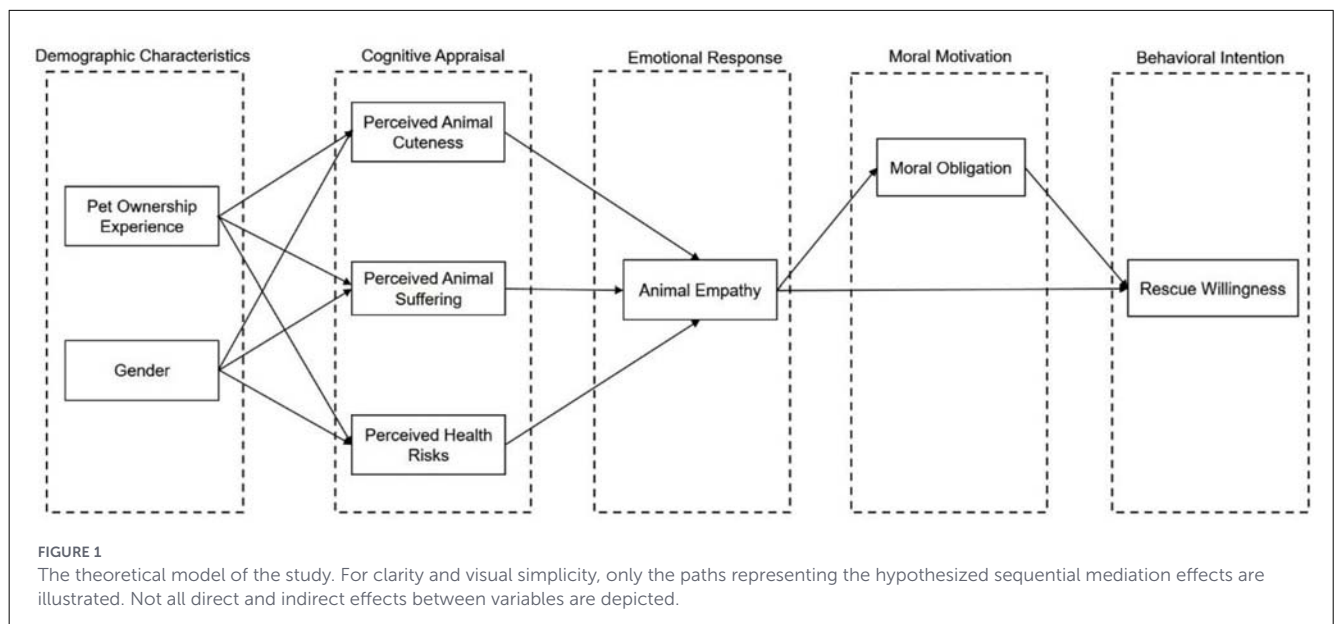 Demographic Characteristics
Cognitive Appraisal
Emotional Response
Moral Motivation
Behavioral Intention
Pet Ownership
Experience
Gender
Perceived Animal
Cuteness
Perceived Animal
Suffering
Perceived Health
Risks
Animal Empathy
Moral Obligation
Rescue Willingness
FIGURE 1
The theoretical model of the study. For clarity and visual simplicity, only the paths representing the hypothesized sequential mediation effects are
illustrated. Not all direct and indirect effects between variables are depicted.